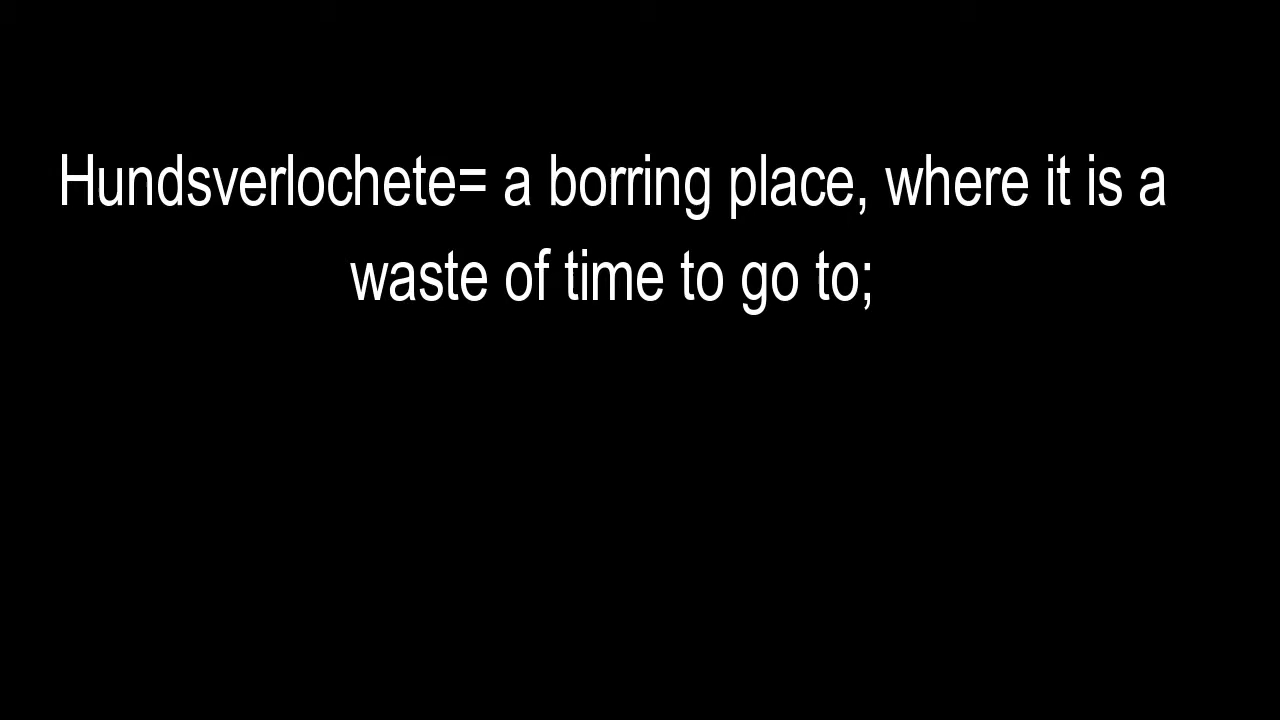 Hundsverlochete= a borring place, where it is a
waste of time to go to;